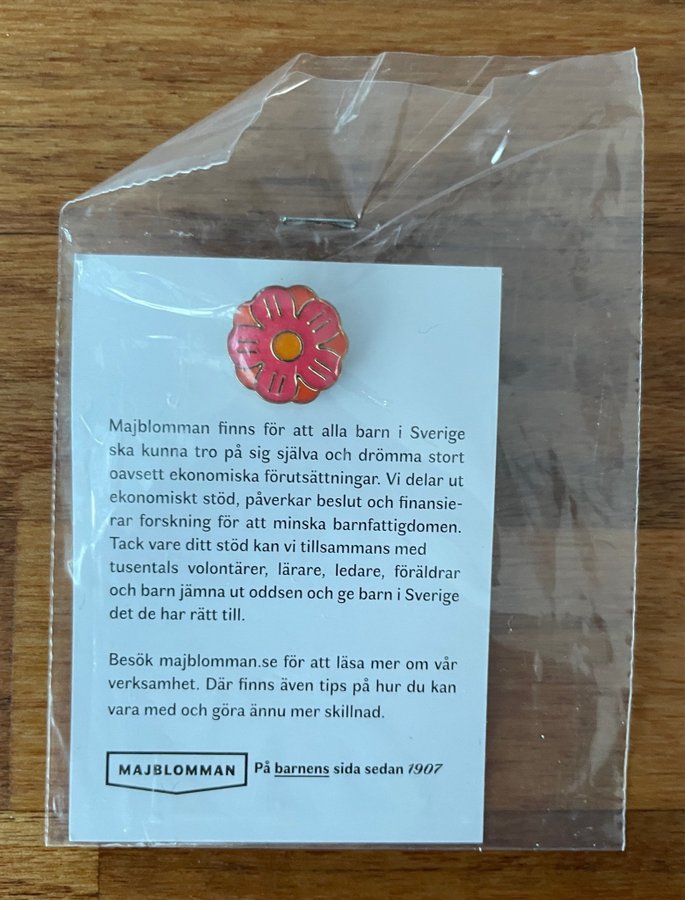 Majblomman finns för att alla barn i Sverige
ska kunna tro på sig själva och drömma stort
oavsett ekonomiska förutsättningar. Vi delar ut
ekonomiskt stöd, påverkar beslut och finansie-
rar forskning för att minska barnfattigdomen.
Tack vare ditt stöd kan vi tillsammans med
tusentals volontärer, lärare, ledare, föräldrar
och barn jämna ut oddsen och ge barn i Sverige
det de har rätt till.
Besök majblomman.se för att läsa mer om vår
verksamhet. Där finns även tips på hur du kan
vara med och göra ännu mer skillnad.
MAJBLOMMAN På barnens sida sedan 1907